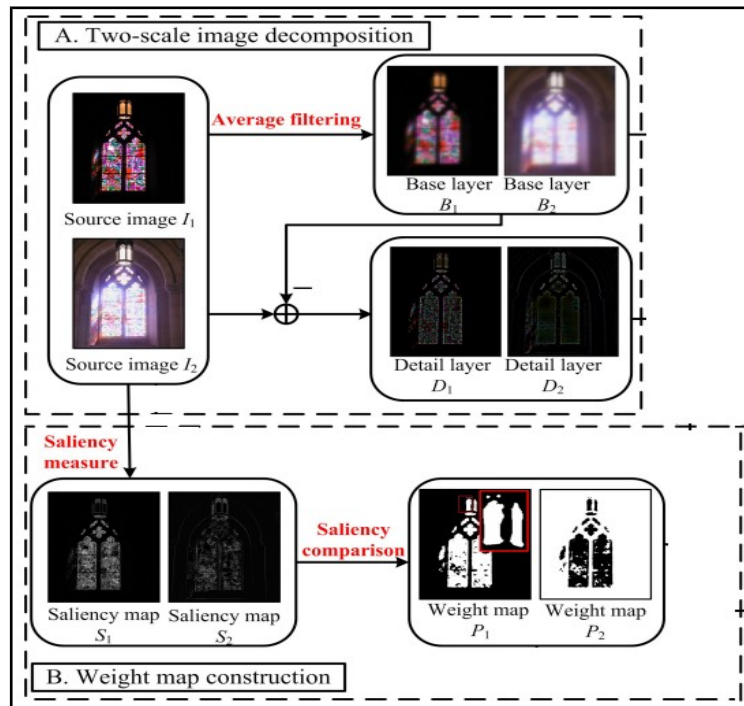 A. Two-scale image decomposition
Average filtering
Source image I₁
Base layer
B₁
Base layer
B₂
Source image I₂
−
Detail layer
D₁
Detail layer
D₂
Saliency
measure
Saliency map
S₁
Saliency map
S₂
Saliency
comparison
Weight map
P₁
Weight map
P₂
B. Weight map construction